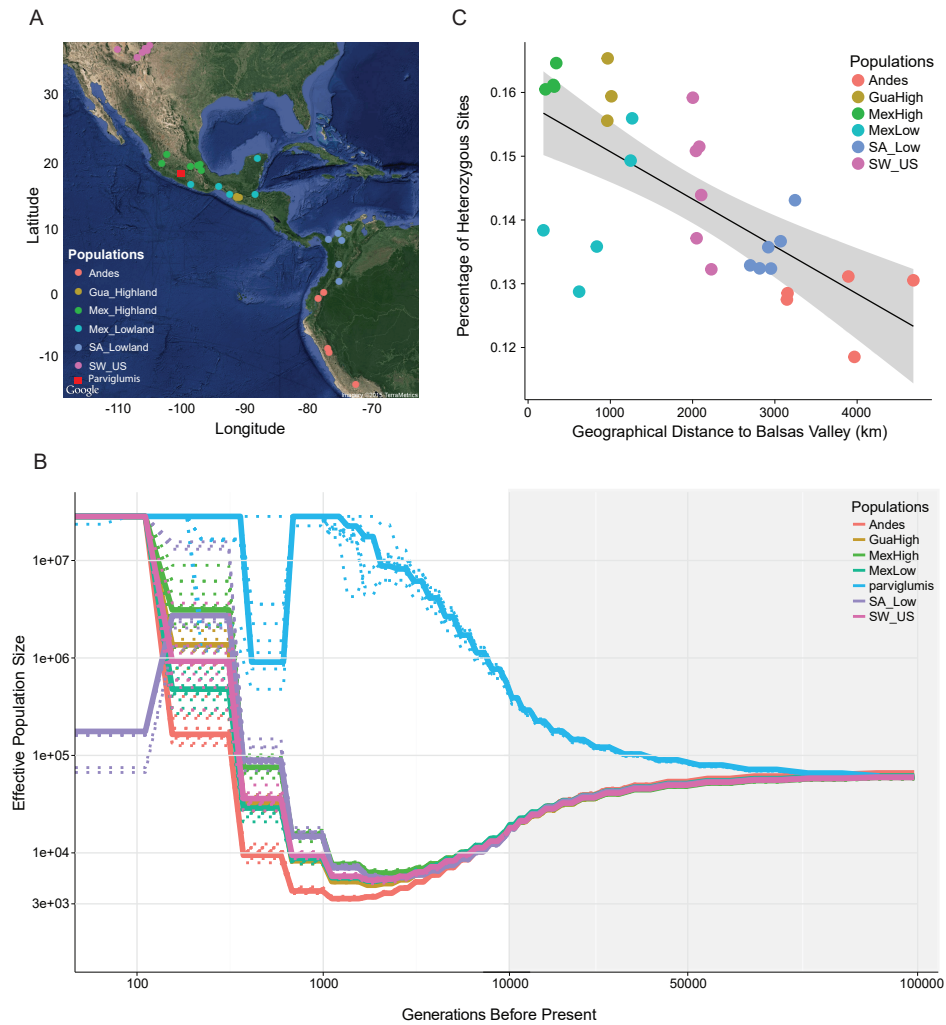 A
30
20
10
0
-10
Latitude
Populations
Andes
Gua_Highland
Mex_Highland
Mex_Lowland
SA_Lowland
SW_US
Parviglumis
Google
Imagery ©2015 TerraMetrics
-110
-100
-90
-80
-70
Longitude
C
Percentage of Heterozygous Sites
0.16
0.15
0.14
0.13
0.12
Populations
Andes
GuaHigh
MexHigh
MexLow
SA_Low
SW_US
0
1000
2000
3000
4000
Geographical Distance to Balsas Valley (km)
B
Effective Population Size
1e+07
1e+06
1e+05
1e+04
3e+03
Populations
Andes
GuaHigh
MexHigh
MexLow
parviglumis
SA_Low
SW_US
100
1000
10000
50000
100000
Generations Before Present